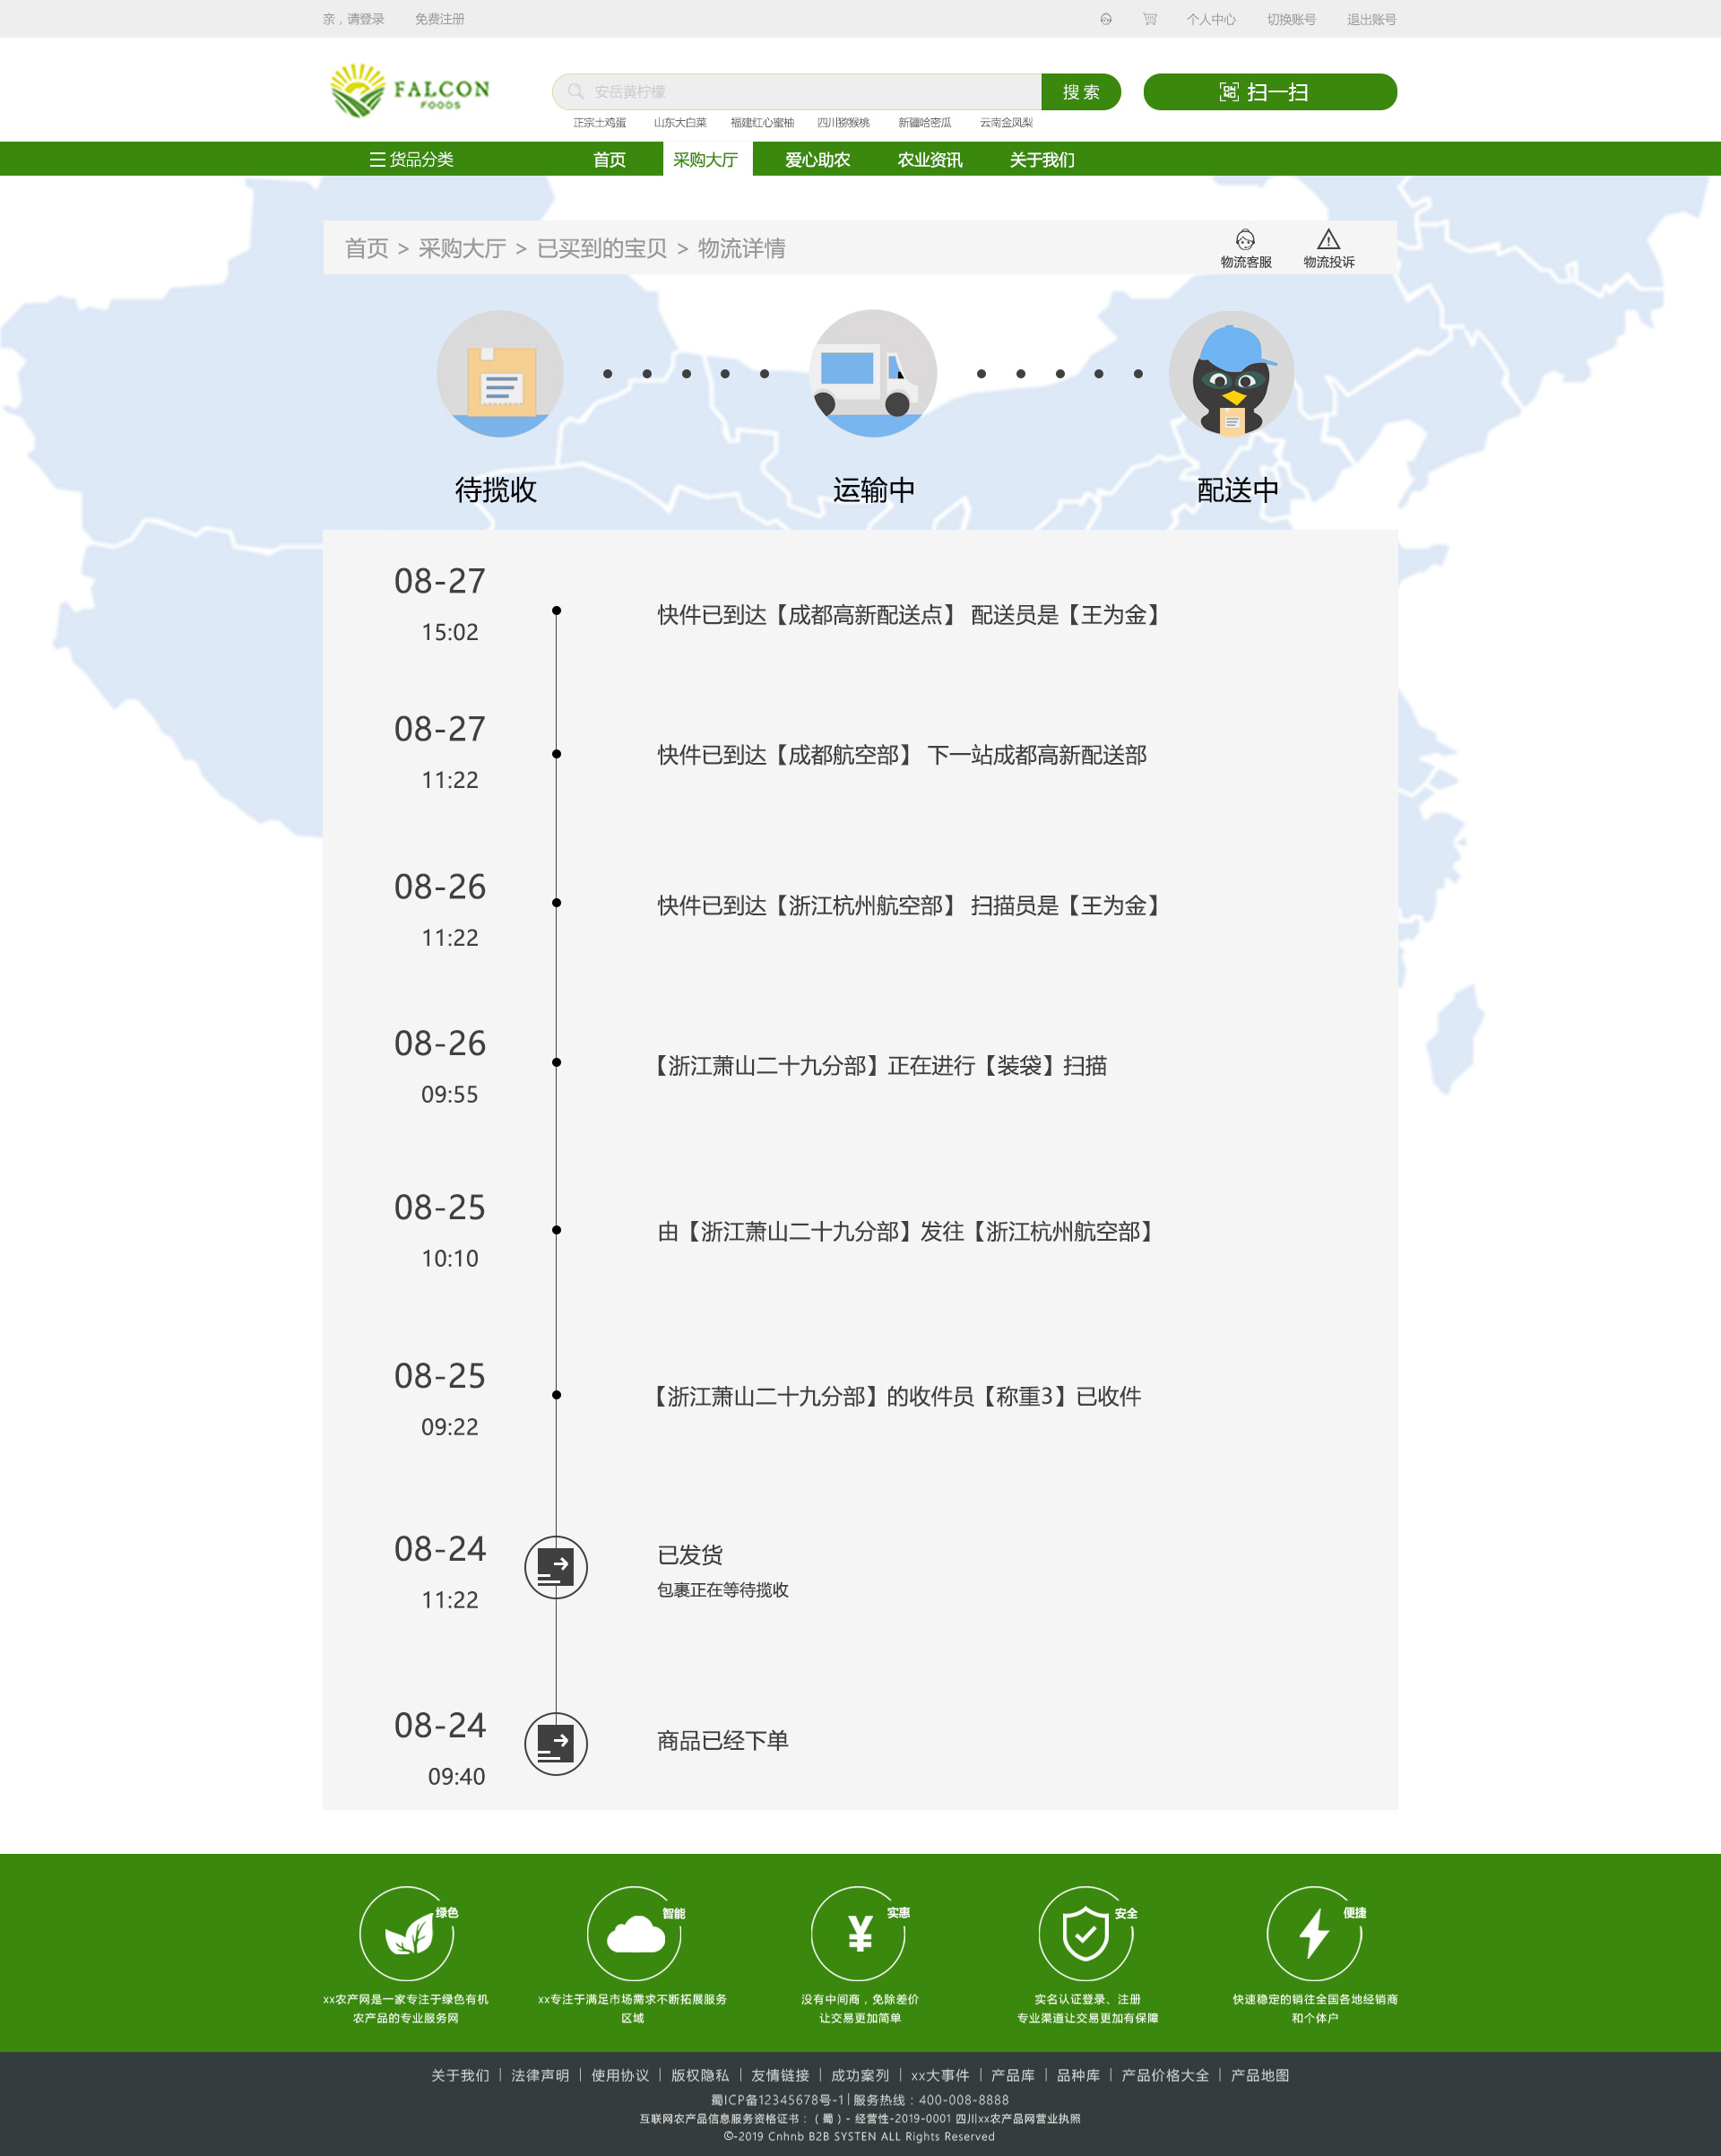 亲，请登录 免费注册 个人中心 切换账号 退出账号
FALCON
FOODS
安岳黄柠檬 搜 索 扫一扫
正宗土鸡蛋 山东大白菜 福建红心蜜柚 四川猕猴桃 新疆哈密瓜 云南金凤梨
货品分类 首页 采购大厅 爱心助农 农业资讯 关于我们
首页 > 采购大厅 > 已买到的宝贝 > 物流详情
物流客服 物流投诉
待揽收 运输中 配送中
08-27
15:02
快件已到达【成都高新配送点】 配送员是【王为金】
08-27
11:22
快件已到达【成都航空部】 下一站成都高新配送部
08-26
11:22
快件已到达【浙江杭州航空部】 扫描员是【王为金】
08-26
09:55
【浙江萧山二十九分部】正在进行【装袋】扫描
08-25
10:10
由【浙江萧山二十九分部】发往【浙江杭州航空部】
08-25
09:22
【浙江萧山二十九分部】的收件员【称重3】已收件
08-24
11:22
已发货
包裹正在等待揽收
08-24
09:40
商品已经下单
绿色 智能 实惠 安全 便捷
¥
xx农产网是一家专注于绿色有机 xx专注于满足市场需求不断拓展服务 没有中间商，免除差价 实名认证登录、注册 快速稳定的销往全国各地经销商
农产品的专业服务网 区域 让交易更加简单 专业渠道让交易更加有保障 和个体户
关于我们 | 法律声明 | 使用协议 | 版权隐私 | 友情链接 | 成功案列 | xx大事件 | 产品库 | 品种库 | 产品价格大全 | 产品地图
蜀ICP备12345678号-1 | 服务热线：400-008-8888
互联网农产品信息服务资格证书：（ 蜀 ）- 经营性-2019-0001 四川xx农产品网营业执照
©-2019 Cnhnb B2B SYSTEN ALL Rights Reserved